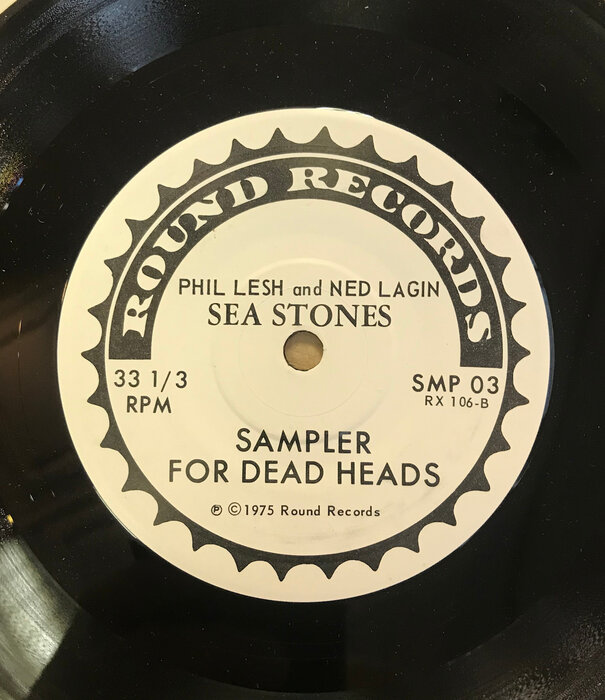 ROUND RECORDS
PHIL LESH and NED LAGIN
SEA STONES
33 1/3
RPM
SMP 03
RX 106-B
SAMPLER
FOR DEAD HEADS
℗ ©1975 Round Records